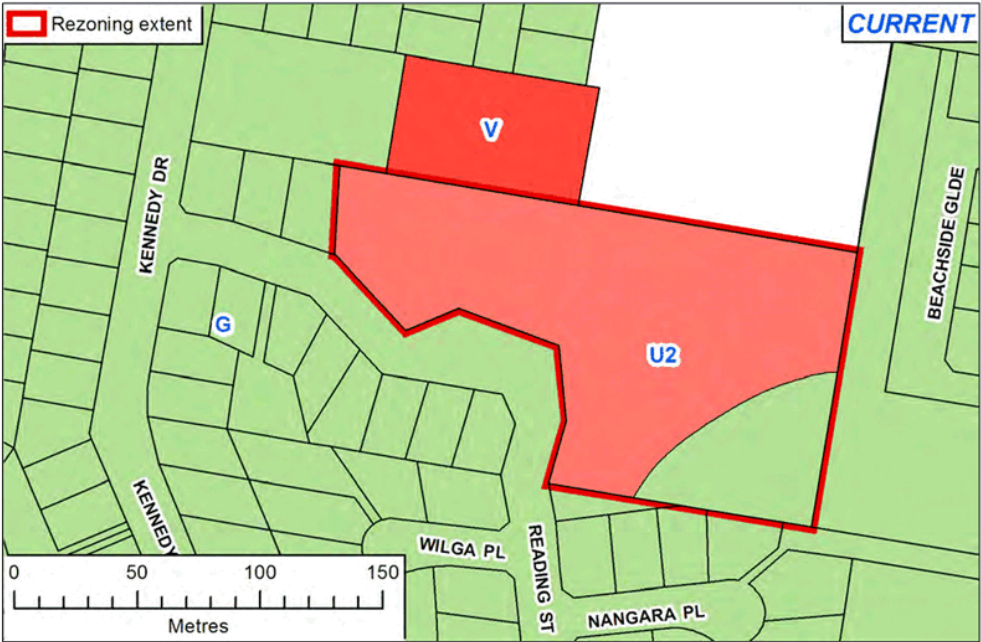 Rezoning extent
CURRENT
V
KENNEDY DR
BEACHSIDE GLDE
G
U2
KENNEDY
WILGA PL
READING ST
NANGARA PL
0 50 100 150
Metres